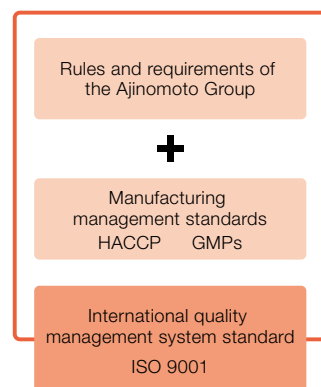 Rules and requirements of
the Ajinomoto Group
+
Manufacturing
management standards
HACCP GMPs
International quality
management system standard
ISO 9001